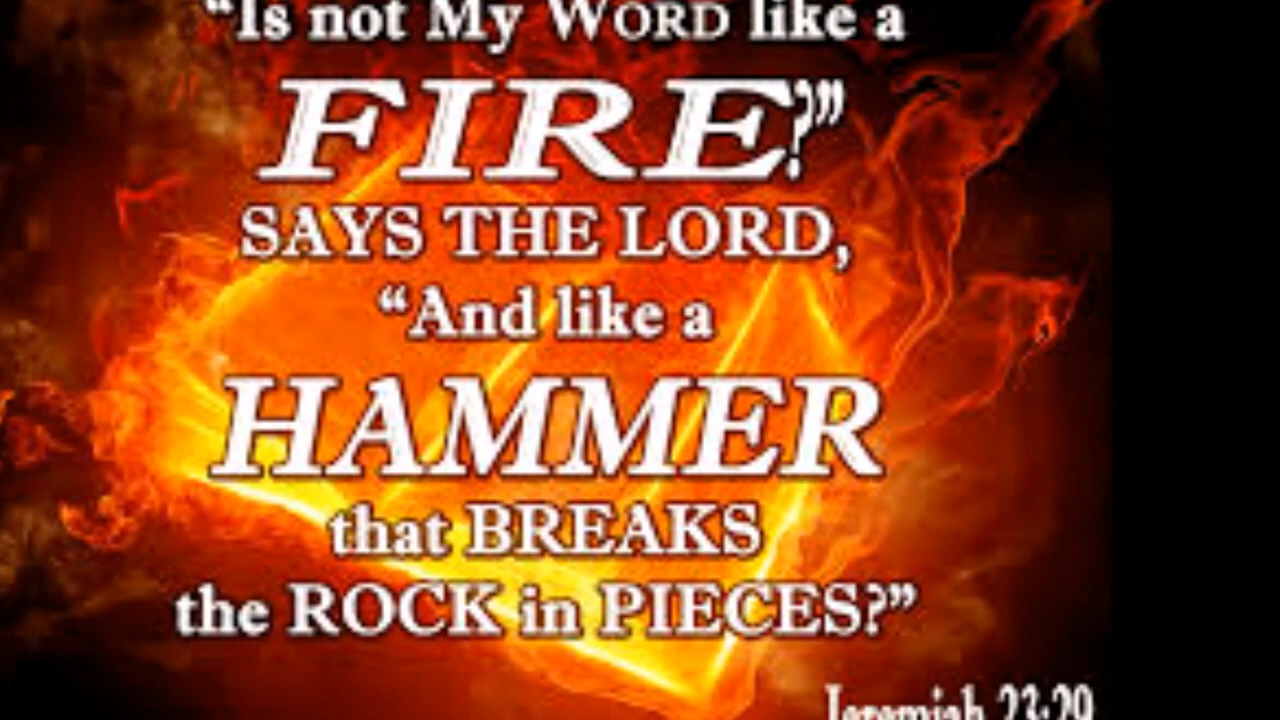 “Is not My WORD like a
FIRE?”
SAYS THE LORD,
“And like a
HAMMER
that BREAKS
the ROCK in PIECES?”
Jeremiah 23:29